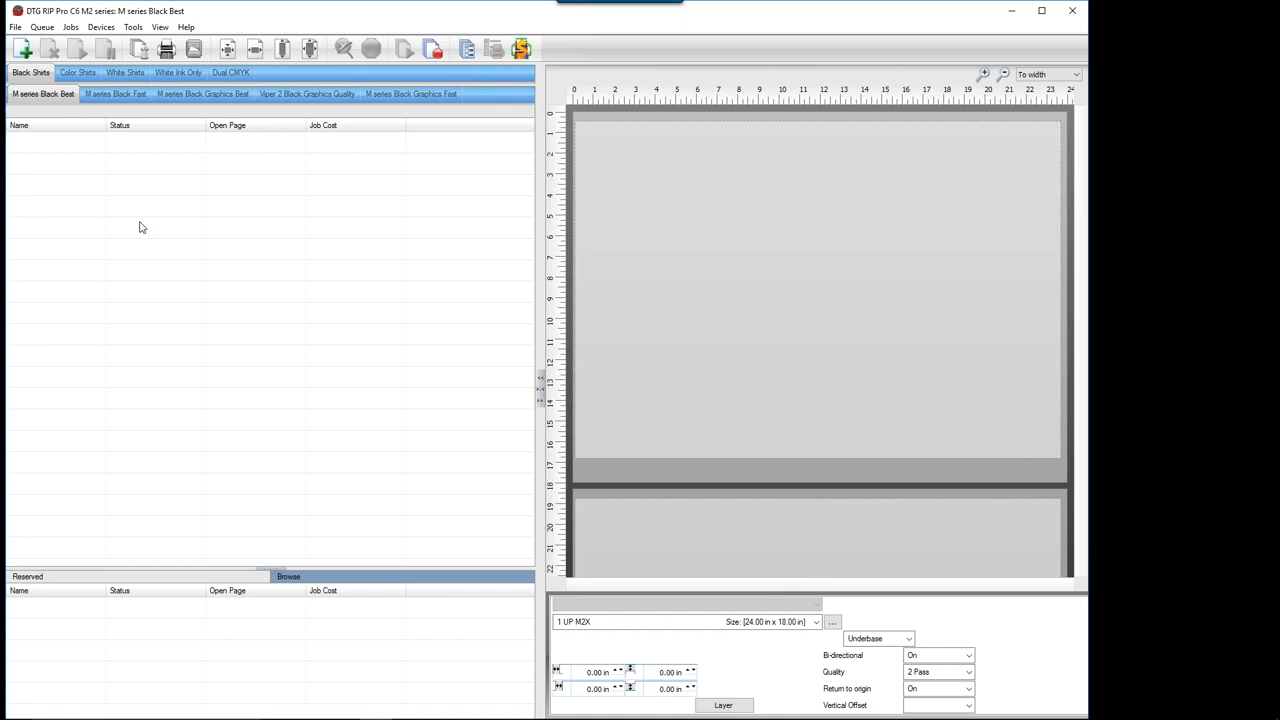 DTG RIP Pro C6 M2 series: M series Black Best
File Queue Jobs Devices Tools View Help
Black Shirts Color Shirts White Shirts White Ink Only Dual CMYK
M series Black Best M series Black Fast M series Black Graphics Best Viper 2 Black Graphics Quality M series Black Graphics Fast
To width
0 1 2 3 4 5 6 7 8 9 10 11 12 13 14 15 16 17 18 19 20 21 22 23 24
Name Status Open Page Job Cost
0
1
2
3
4
5
6
7
8
9
10
11
12
13
14
15
16
17
18
19
20
21
22
Reserved Browse
Name Status Open Page Job Cost
1 UP M2X Size: [24.00 in x 18.00 in] ...
Underbase
Bi-directional On
0.00 in 0.00 in Quality 2 Pass
0.00 in 0.00 in Return to origin On
Layer Vertical Offset